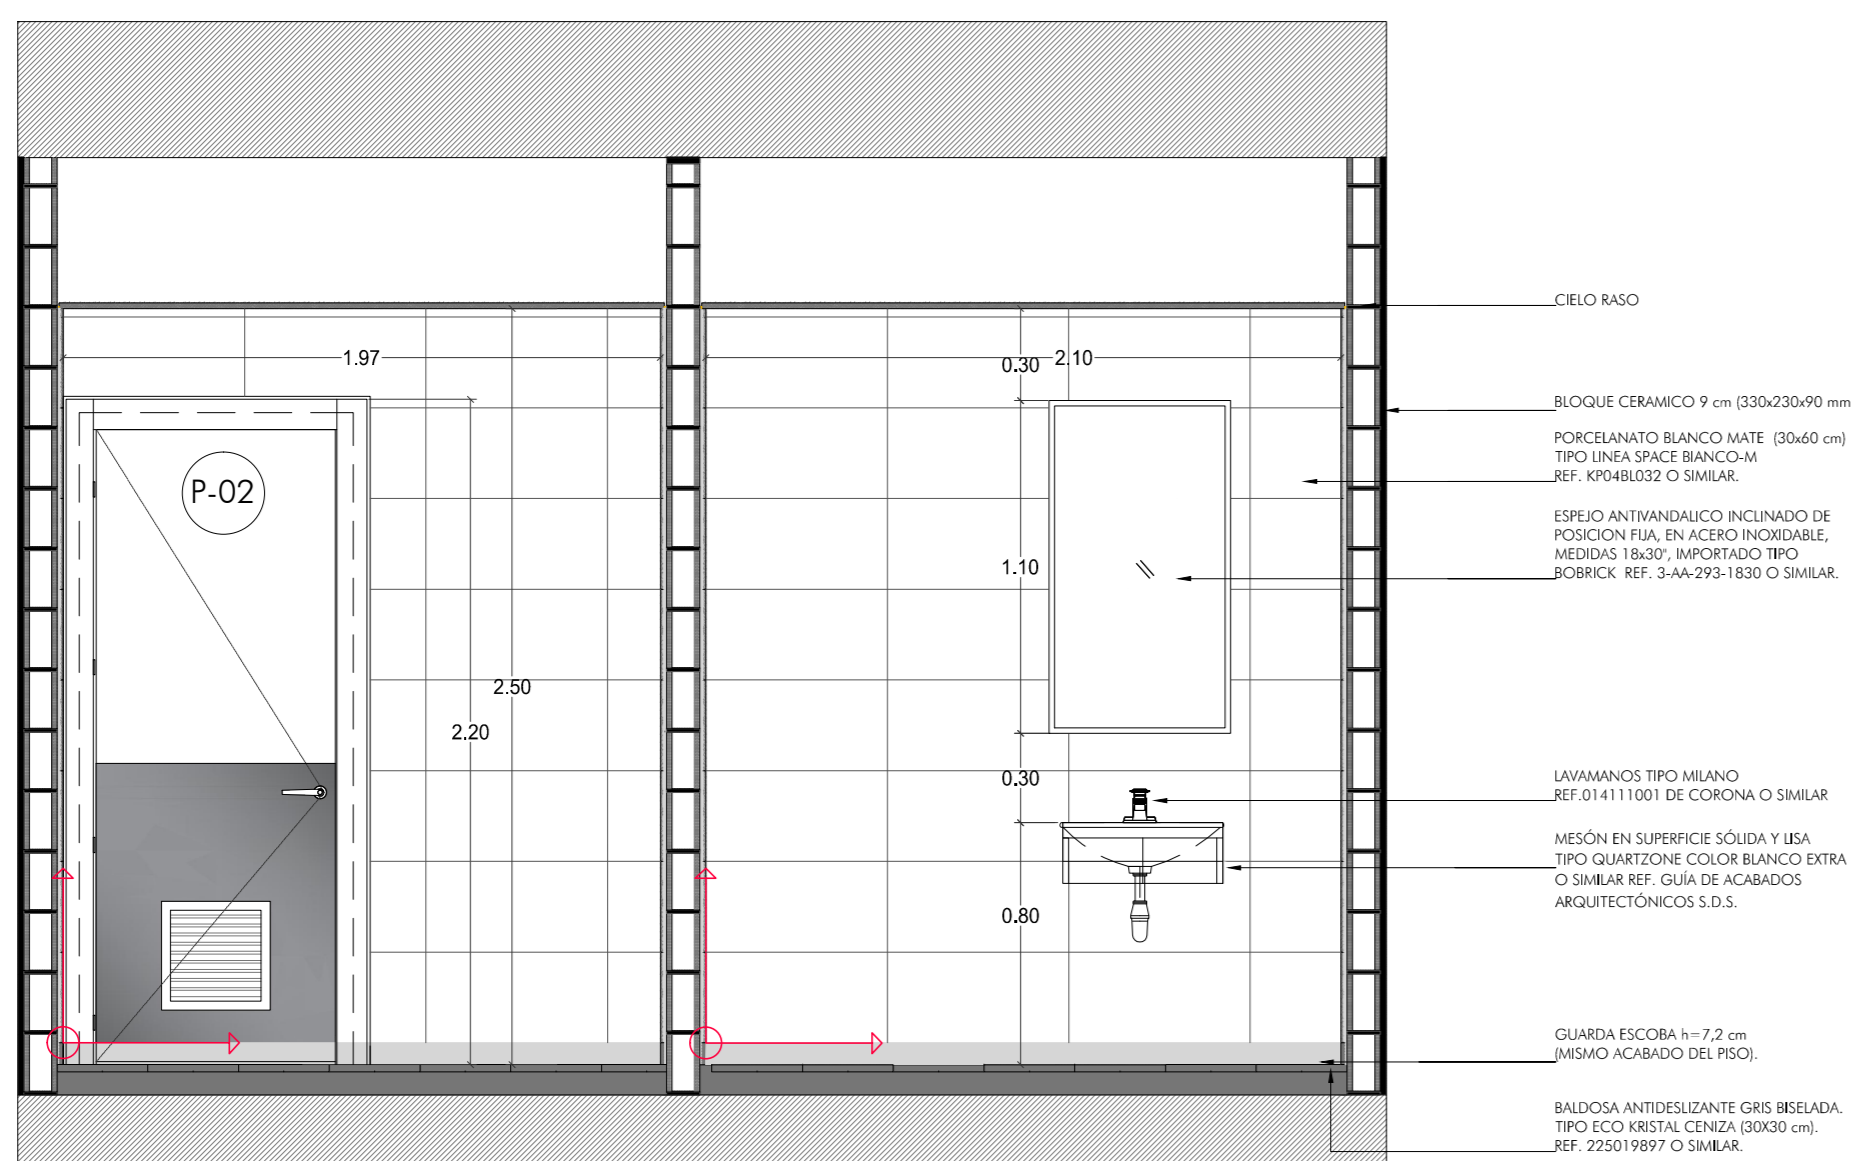 CIELO RASO
1.97
0.30
2.10
BLOQUE CERAMICO 9 cm (330x230x90 mm
PORCELANATO BLANCO MATE (30x60 cm)
TIPO LINEA SPACE BIANCO-M
REF. KP04BL032 O SIMILAR.
P-02
ESPEJO ANTIVANDALICO INCLINADO DE
POSICION FIJA, EN ACERO INOXIDABLE,
MEDIDAS 18x30", IMPORTADO TIPO
BOBRICK REF. 3-AA-293-1830 O SIMILAR.
1.10
2.50
2.20
0.30
LAVAMANOS TIPO MILANO
REF.014111001 DE CORONA O SIMILAR
MESÓN EN SUPERFICIE SÓLIDA Y LISA
TIPO QUARTZONE COLOR BLANCO EXTRA
O SIMILAR REF. GUÍA DE ACABADOS
ARQUITECTÓNICOS S.D.S.
0.80
GUARDA ESCOBA h=7,2 cm
(MISMO ACABADO DEL PISO).
BALDOSA ANTIDESLIZANTE GRIS BISELADA.
TIPO ECO KRISTAL CENIZA (30X30 cm).
REF. 225019897 O SIMILAR.